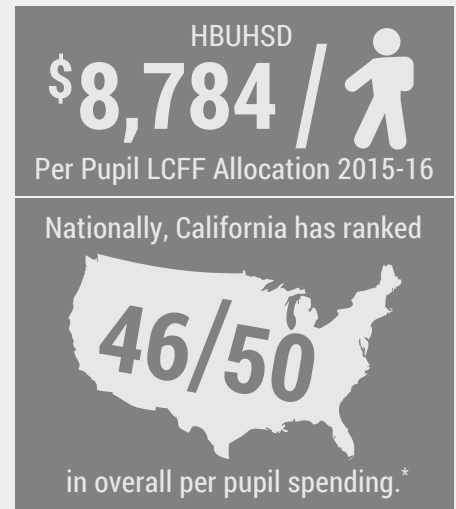 HBUHSD
$8,784 /
Per Pupil LCFF Allocation 2015-16
Nationally, California has ranked
46/50
in overall per pupil spending.*